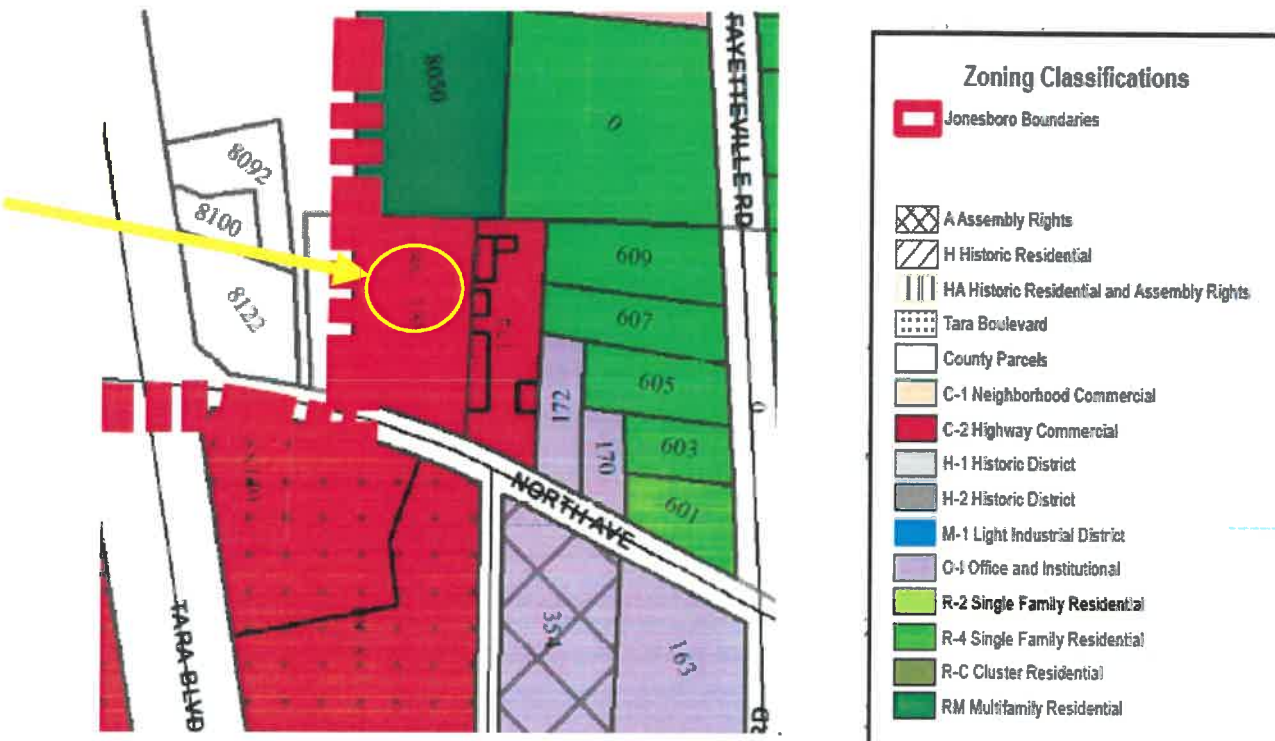 8050
0
FAYETTEVILLE RD
8092
8100
8122
609
607
605
603
601
172
170
0
NORTH AVE
354
163
TARA BLVD
Zoning Classifications
Jonesboro Boundaries
A Assembly Rights
H Historic Residential
HA Historic Residential and Assembly Rights
Tara Boulevard
County Parcels
C-1 Neighborhood Commercial
C-2 Highway Commercial
H-1 Historic District
H-2 Historic District
M-1 Light Industrial District
O-I Office and Institutional
R-2 Single Family Residential
R-4 Single Family Residential
R-C Cluster Residential
RM Multifamily Residential